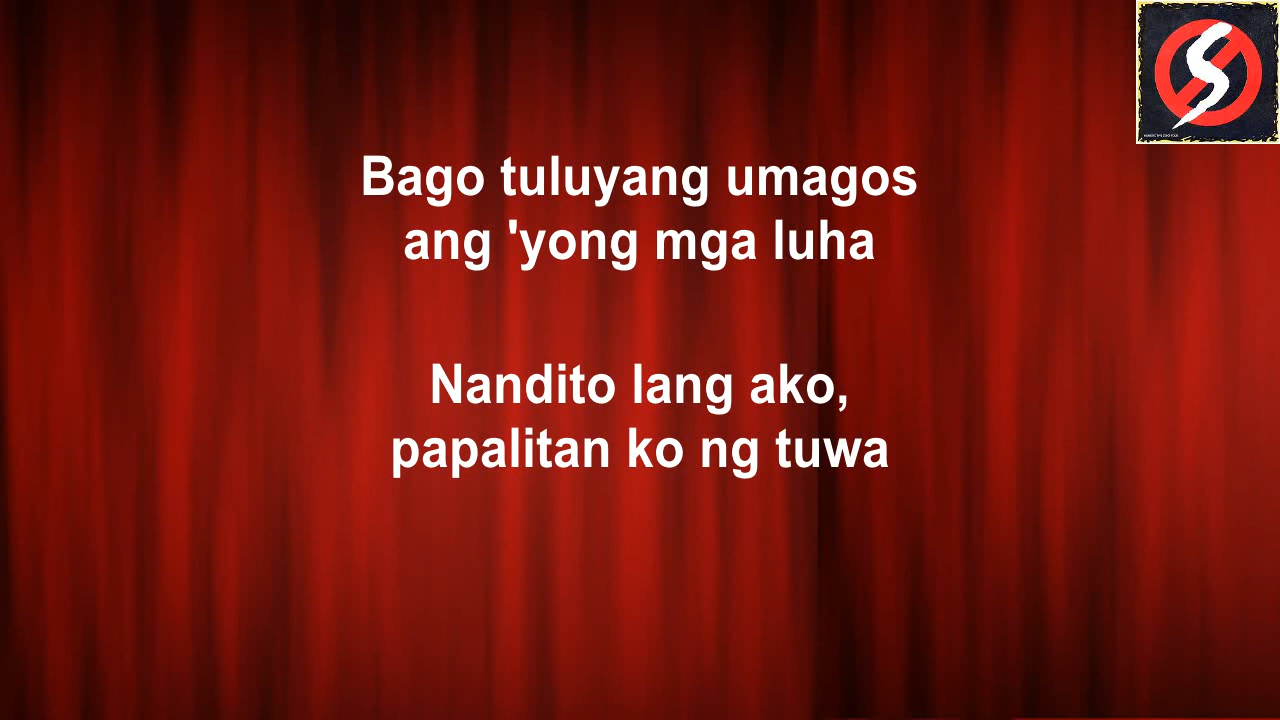 Bago tuluyang umagos
ang 'yong mga luha
Nandito lang ako,
papalitan ko ng tuwa